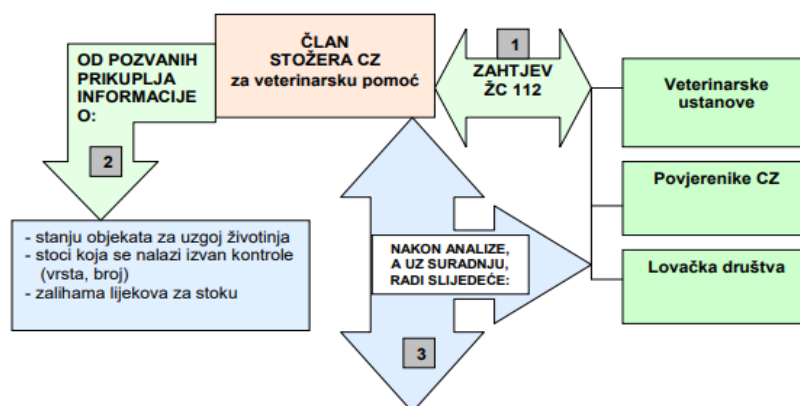 ČLAN
STOŽERA CZ
za veterinarsku pomoć
OD POZVANIH
PRIKUPLJA
INFORMACIJE
O:
2
1
ZAHTJEV
ŽC 112
Veterinarske
ustanove
Povjerenike CZ
Lovačka društva
- stanju objekata za uzgoj životinja
- stoci koja se nalazi izvan kontrole
(vrsta, broj)
- zalihama lijekova za stoku
NAKON ANALIZE,
A UZ SURADNJU,
RADI SLIJEDEĆE:
3